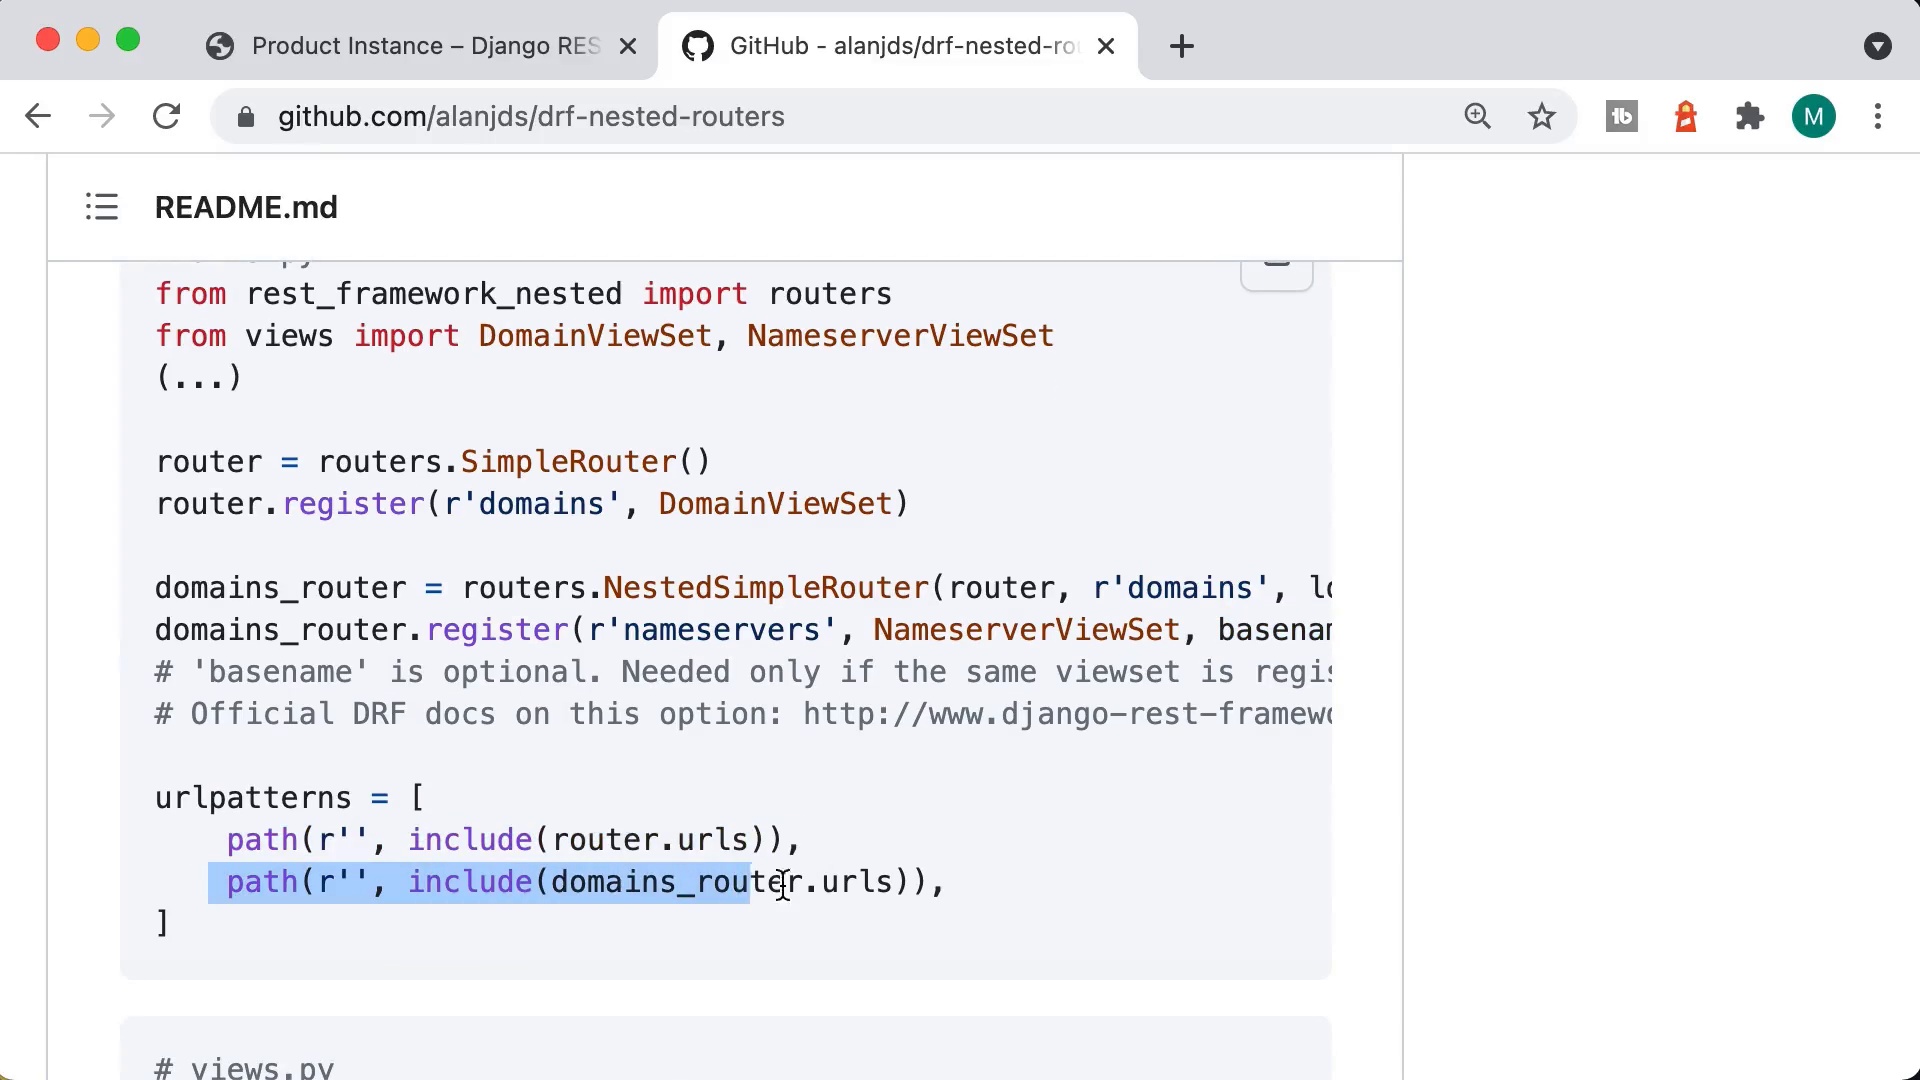 Product Instance – Django RES
GitHub - alanjds/drf-nested-rou
github.com/alanjds/drf-nested-routers
M
README.md
from rest_framework_nested import routers
from views import DomainViewSet, NameserverViewSet
(...)
router = routers.SimpleRouter()
router.register(r'domains', DomainViewSet)
domains_router = routers.NestedSimpleRouter(router, r'domains', lo
domains_router.register(r'nameservers', NameserverViewSet, basenam
# 'basename' is optional. Needed only if the same viewset is regis
# Official DRF docs on this option: http://www.django-rest-framewo
urlpatterns = [
path(r'', include(router.urls)),
path(r'', include(domains_router.urls)),
]
# views.py